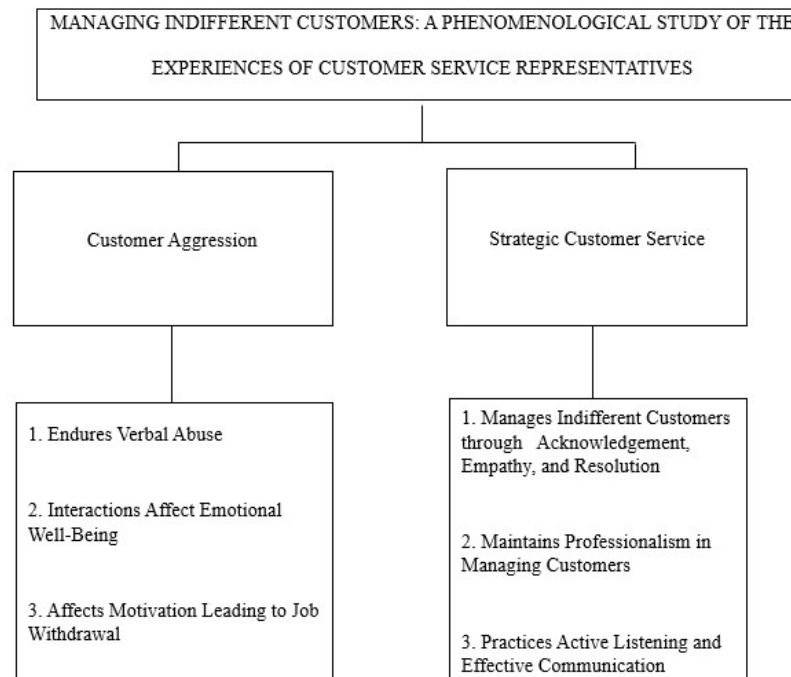 MANAGING INDIFFERENT CUSTOMERS: A PHENOMENOLOGICAL STUDY OF THE
EXPERIENCES OF CUSTOMER SERVICE REPRESENTATIVES
Customer Aggression
Strategic Customer Service
1. Endures Verbal Abuse
2. Interactions Affect Emotional
Well-Being
3. Affects Motivation Leading to Job
Withdrawal
1. Manages Indifferent Customers
through Acknowledgement,
Empathy, and Resolution
2. Maintains Professionalism in
Managing Customers
3. Practices Active Listening and
Effective Communication